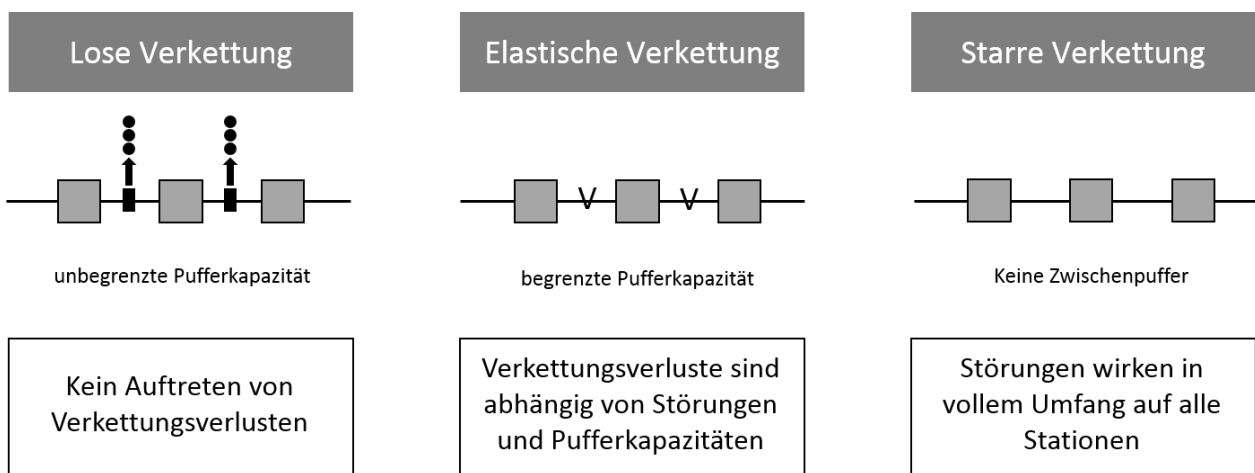 Lose Verkettung
unbegrenzte Pufferkapazität
Kein Auftreten von
Verkettungsverlusten
Elastische Verkettung
V
V
begrenzte Pufferkapazität
Verkettungsverluste sind
abhängig von Störungen
und Pufferkapazitäten
Starre Verkettung
Keine Zwischenpuffer
Störungen wirken in
vollem Umfang auf alle
Stationen